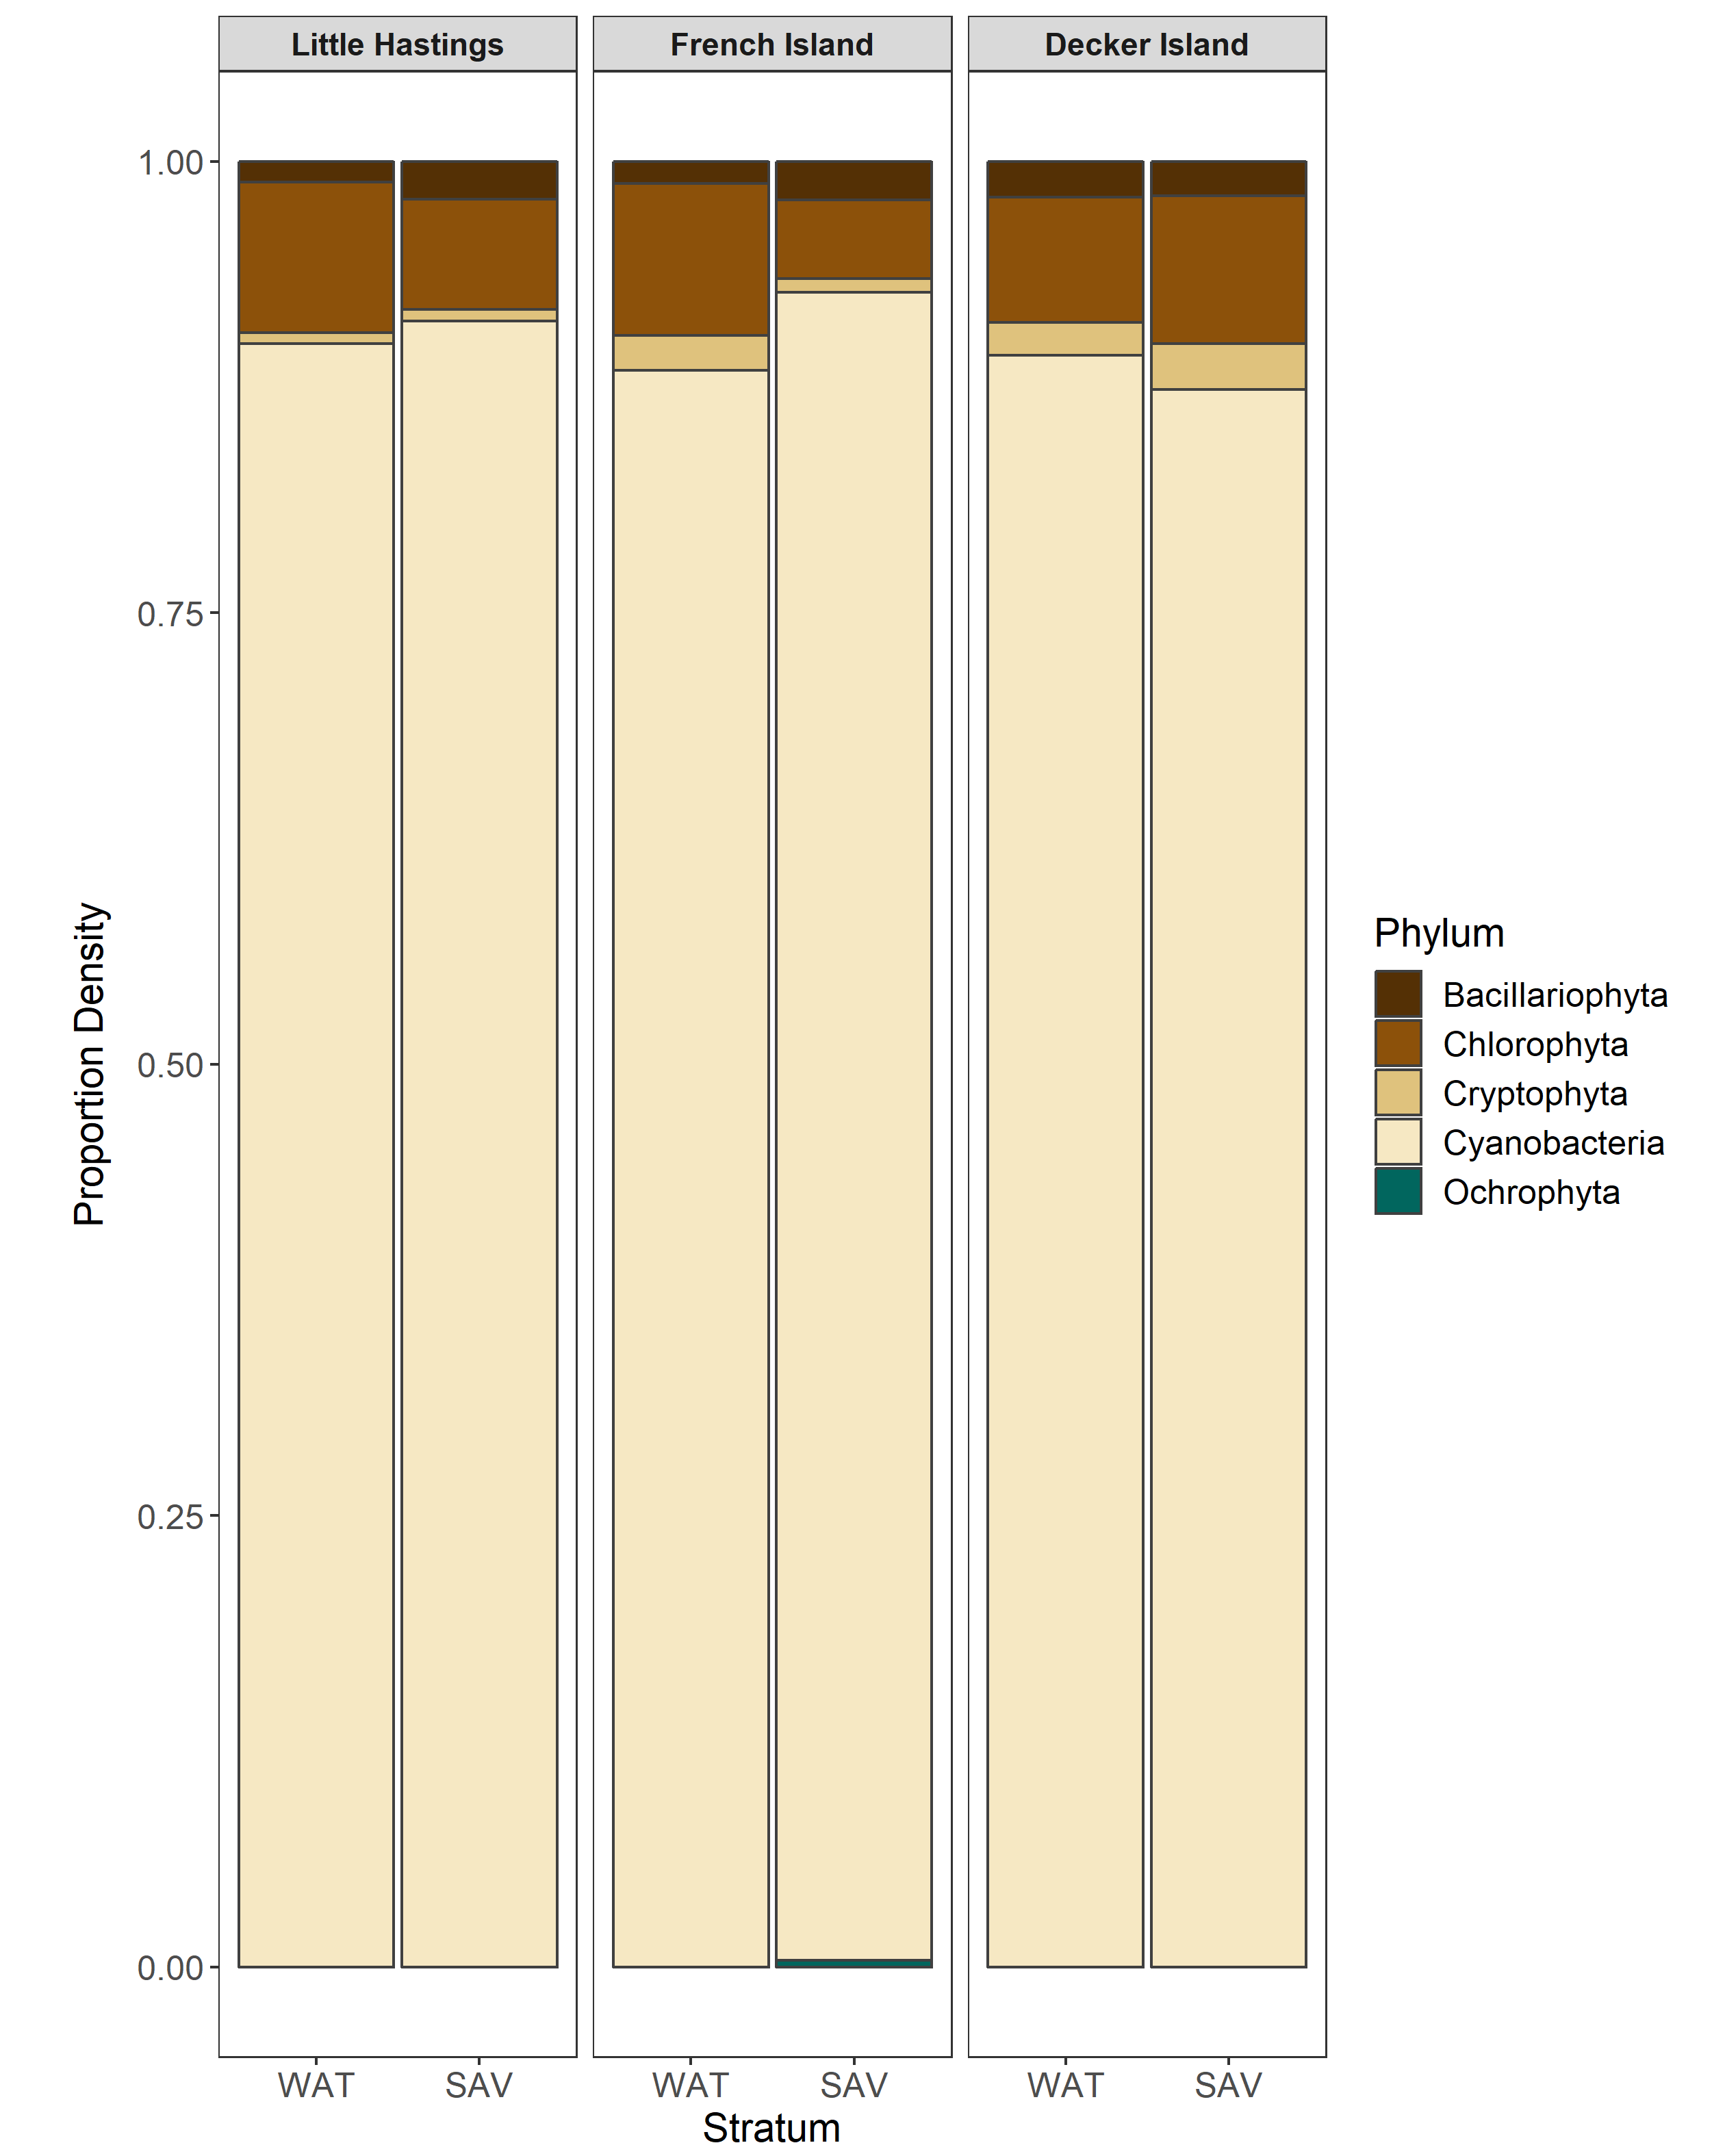 Little Hastings
French Island
Decker Island
1.00
0.75
0.50
0.25
0.00
Proportion Density
WAT
SAV
WAT
SAV
WAT
SAV
Stratum
Phylum
Bacillariophyta
Chlorophyta
Cryptophyta
Cyanobacteria
Ochrophyta